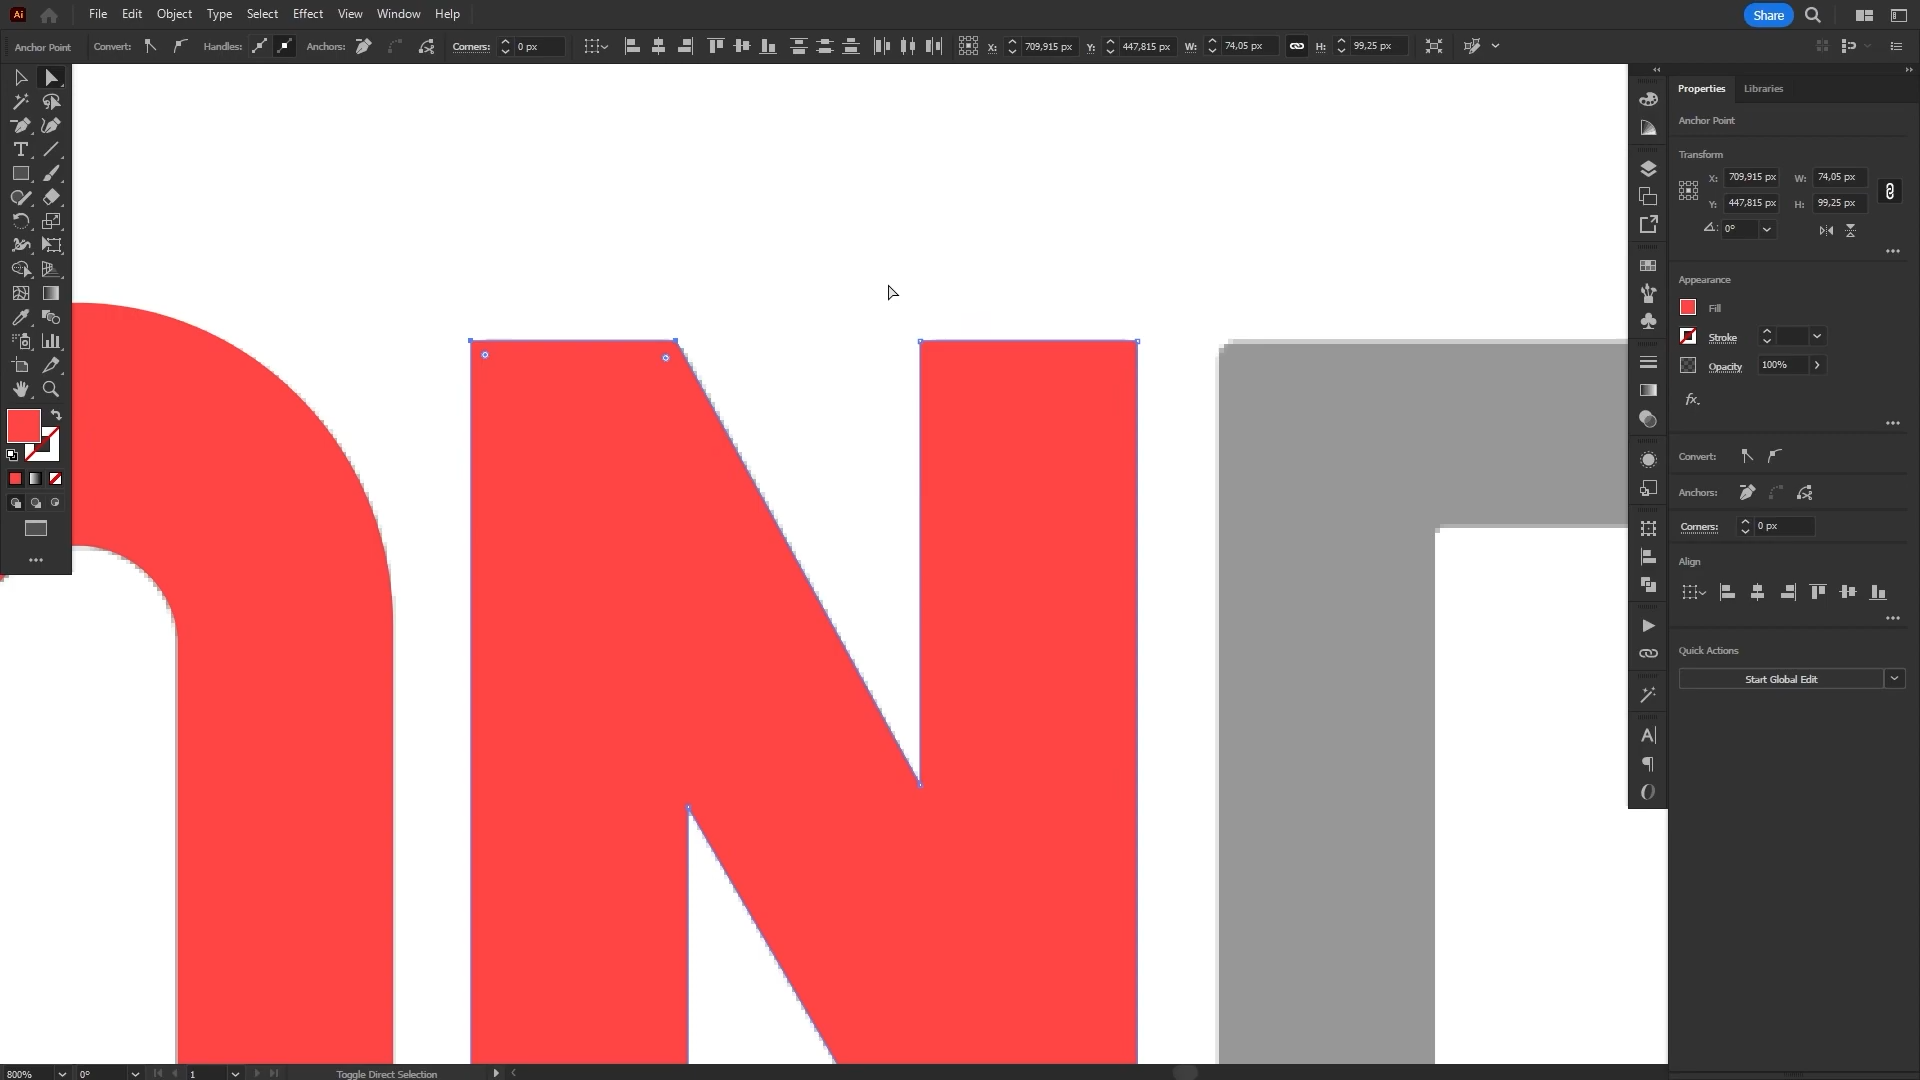 Ai File Edit Object Type Select Effect View Window Help Share
Anchor Point Convert: Handles: Anchors: Corners: 0 px X: 709,915 px Y: 447,815 px W: 74,05 px H: 99,25 px
Properties Libraries
Anchor Point
Transform
X: 709,915 px W: 74,05 px
Y: 447,815 px H: 99,25 px
0°
Appearance
Fill
Stroke
Opacity 100%
fx.
Convert:
Anchors:
Corners: 0 px
Align
Quick Actions
Start Global Edit
N
800% 0° 1 Toggle Direct Selection